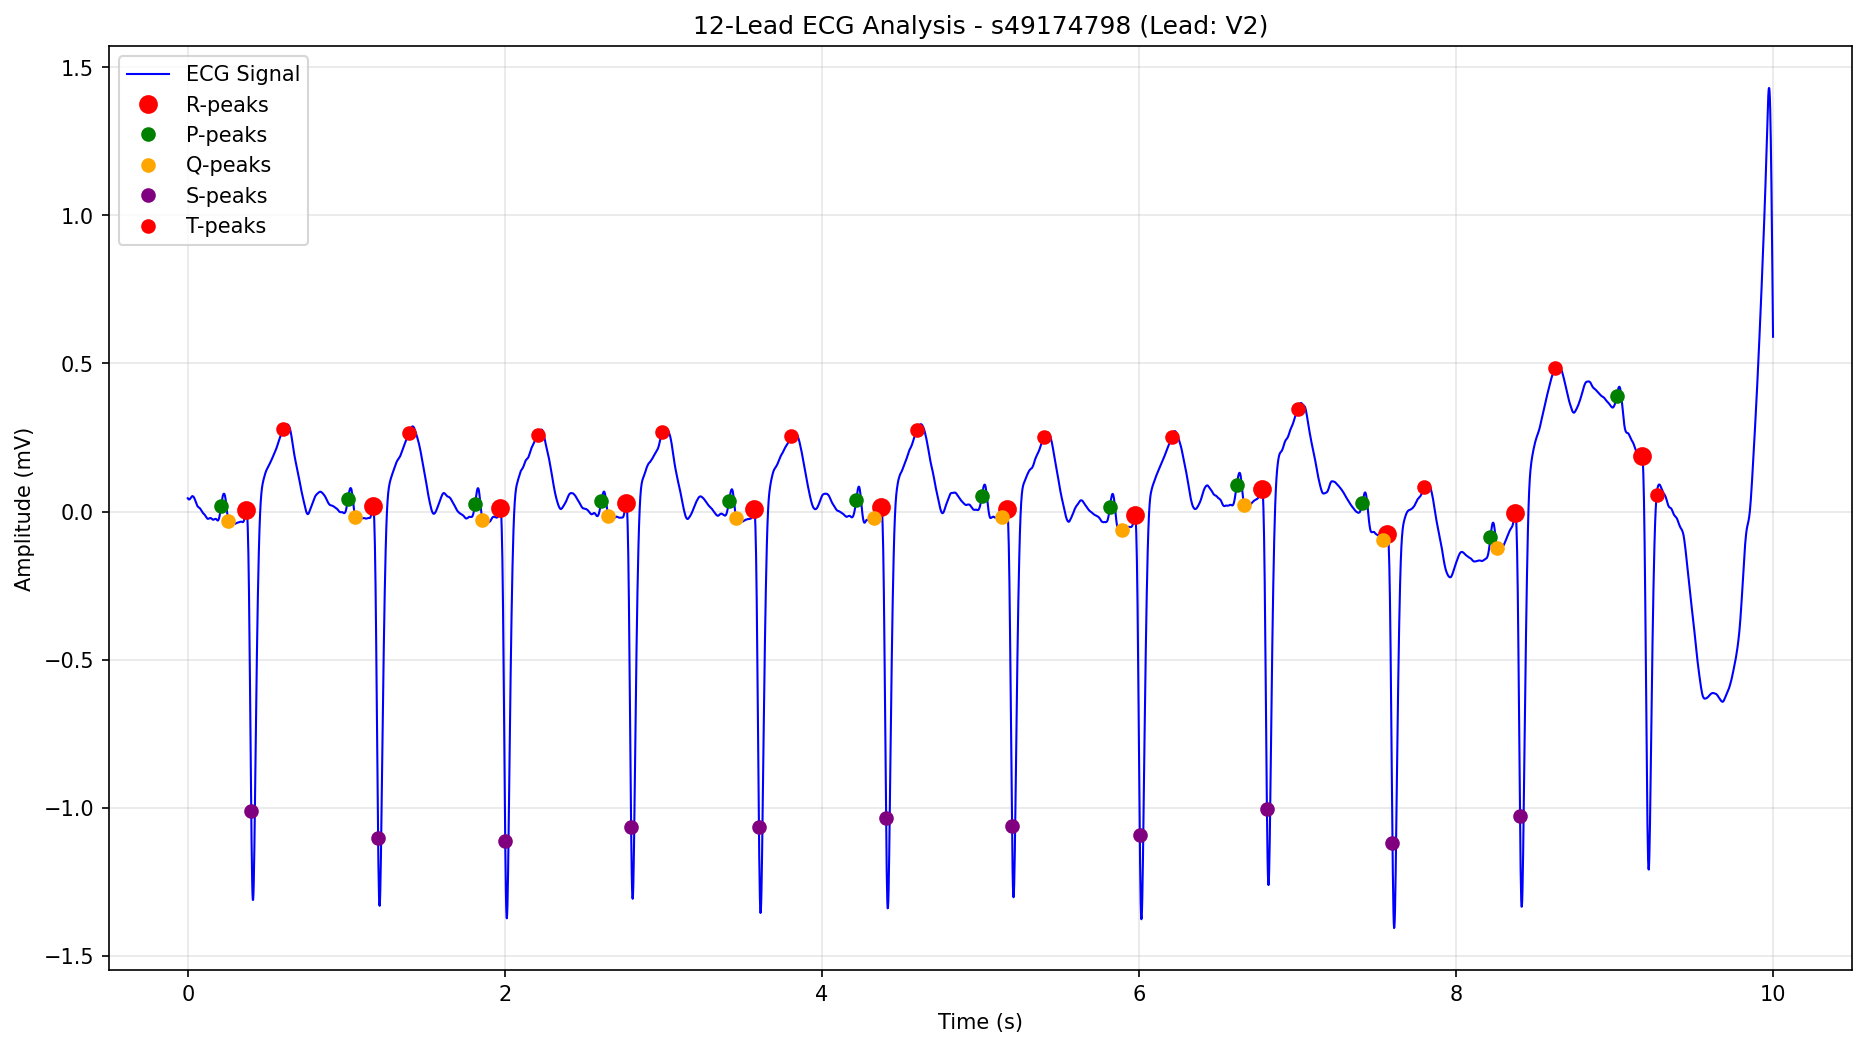 12-Lead ECG Analysis - s49174798 (Lead: V2)
ECG Signal
R-peaks
P-peaks
Q-peaks
S-peaks
T-peaks
Amplitude (mV)
1.5
1.0
0.5
0.0
−0.5
−1.0
−1.5
0 2 4 6 8 10
Time (s)